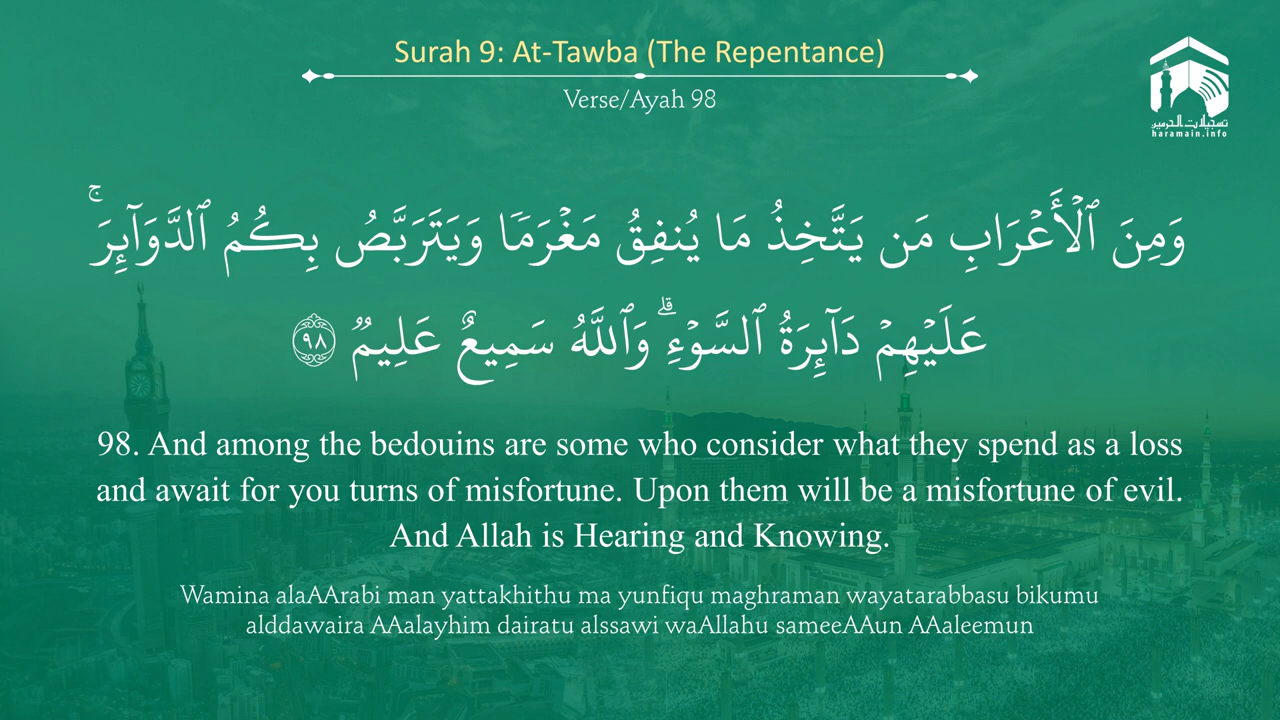 Surah 9: At-Tawba (The Repentance)
Verse/Ayah 98
تسجيلات الحرمين
haramain.info
وَمِنَ ٱلْأَعْرَابِ مَن يَتَّخِذُ مَا يُنفِقُ مَغْرَمًا وَيَتَرَبَّصُ بِكُمُ ٱلدَّوَآئِرَ ۚ
عَلَيْهِمْ دَآئِرَةُ ٱلسَّوْءِ ۗ وَٱللَّهُ سَمِيعٌ عَلِيمٌ ٩٨
98. And among the bedouins are some who consider what they spend as a loss
and await for you turns of misfortune. Upon them will be a misfortune of evil.
And Allah is Hearing and Knowing.
Wamina alaAArabi man yattakhithu ma yunfiqu maghraman wayatarabbasu bikumu
alddawaira AAalayhim dairatu alssawi waAllahu sameeAAun AAaleemun